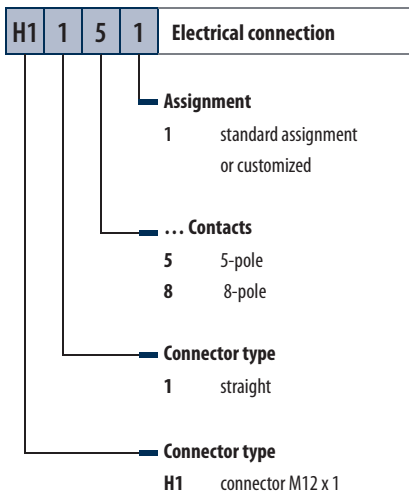 H1 1 5 1 Electrical connection
Assignment
1 standard assignment
or customized
… Contacts
5 5-pole
8 8-pole
Connector type
1 straight
Connector type
H1 connector M12 x 1